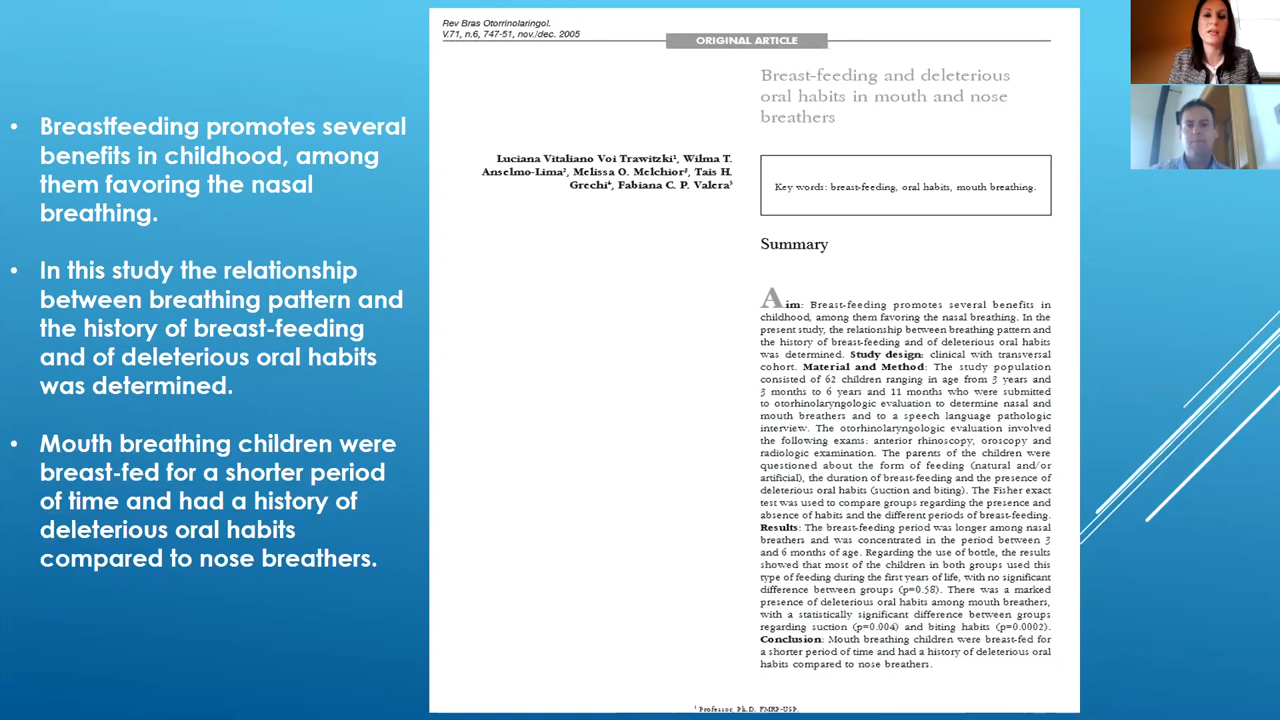 • Breastfeeding promotes several
benefits in childhood, among
them favoring the nasal
breathing.
• In this study the relationship
between breathing pattern and
the history of breast-feeding
and of deleterious oral habits
was determined.
• Mouth breathing children were
breast-fed for a shorter period
of time and had a history of
deleterious oral habits
compared to nose breathers.
Rev Bras Otorrinolaringol.
V.71, n.6, 747-51, nov./dec. 2005
ORIGINAL ARTICLE
Breast-feeding and deleterious
oral habits in mouth and nose
breathers
Luciana Vitaliano Voi Trawitzki¹, Wilma T.
Anselmo-Lima², Melissa O. Melchior³, Tais H.
Grechi⁴, Fabiana C. P. Valera⁵
Key words: breast-feeding, oral habits, mouth breathing.
Summary
Aim: Breast-feeding promotes several benefits in
childhood, among them favoring the nasal breathing. In the
present study, the relationship between breathing pattern and
the history of breast-feeding and of deleterious oral habits
was determined. Study design: clinical with transversal
cohort. Material and Method: The study population
consisted of 62 children ranging in age from 3 years and
3 months to 6 years and 11 months who were submitted
to otorhinolaryngologic evaluation to determine nasal and
mouth breathers and to a speech language pathologic
interview. The otorhinolaryngologic evaluation involved
the following exams: anterior rhinoscopy, oroscopy and
radiologic examination. The parents of the children were
questioned about the form of feeding (natural and/or
artificial), the duration of breast-feeding and the presence of
deleterious oral habits (suction and biting). The Fisher exact
test was used to compare groups regarding the presence and
absence of habits and the different periods of breast-feeding.
Results: The breast-feeding period was longer among nasal
breathers and was concentrated in the period between 3
and 6 months of age. Regarding the use of bottle, the results
showed that most of the children in both groups used this
type of feeding during the first years of life, with no significant
difference between groups (p=0.58). There was a marked
presence of deleterious oral habits among mouth breathers,
with a statistically significant difference between groups
regarding suction (p=0.004) and biting habits (p=0.0002).
Conclusion: Mouth breathing children were breast-fed for
a shorter period of time and had a history of deleterious oral
habits compared to nose breathers.
¹ Professor, Ph.D. FMRP-USP.